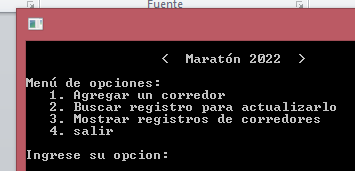 Fuente
< Maratón 2022 >
Menú de opciones:
1. Agregar un corredor
2. Buscar registro para actualizarlo
3. Mostrar registros de corredores
4. salir
Ingrese su opcion: